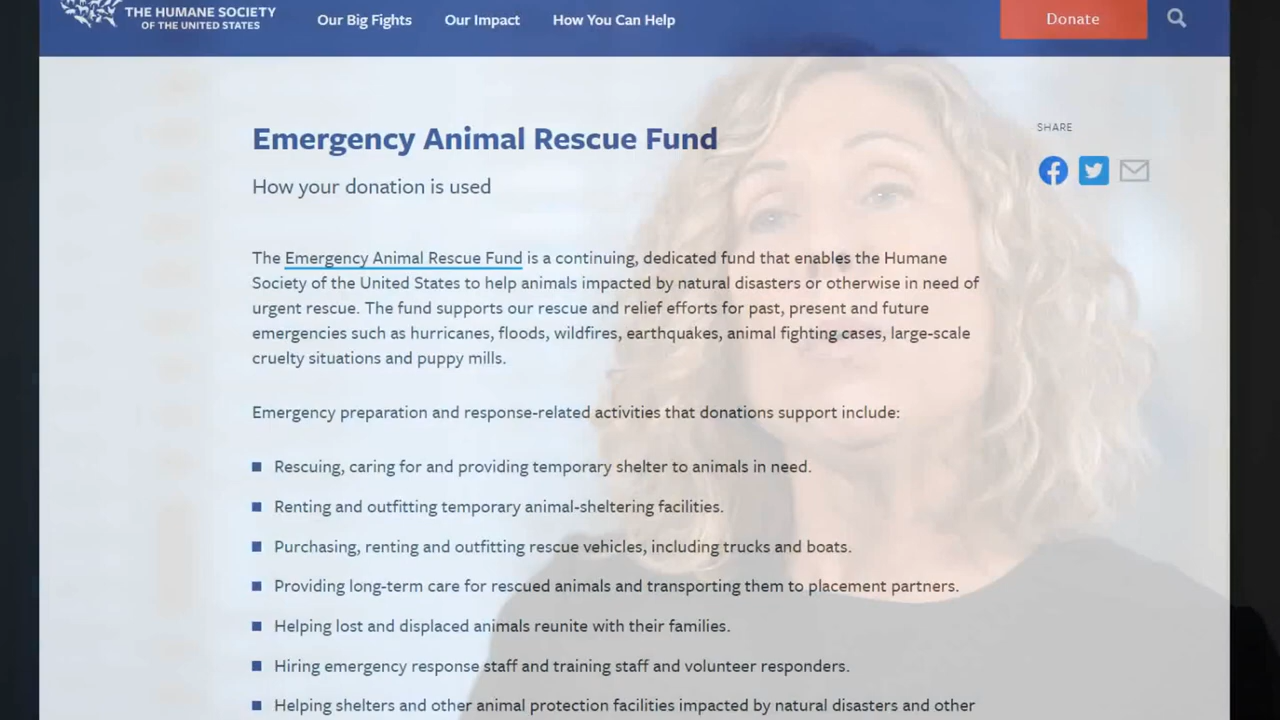 THE HUMANE SOCIETY
OF THE UNITED STATES
Our Big Fights
Our Impact
How You Can Help
Donate
Emergency Animal Rescue Fund
SHARE
How your donation is used
The Emergency Animal Rescue Fund is a continuing, dedicated fund that enables the Humane
Society of the United States to help animals impacted by natural disasters or otherwise in need of
urgent rescue. The fund supports our rescue and relief efforts for past, present and future
emergencies such as hurricanes, floods, wildfires, earthquakes, animal fighting cases, large-scale
cruelty situations and puppy mills.
Emergency preparation and response-related activities that donations support include:
Rescuing, caring for and providing temporary shelter to animals in need.
Renting and outfitting temporary animal-sheltering facilities.
Purchasing, renting and outfitting rescue vehicles, including trucks and boats.
Providing long-term care for rescued animals and transporting them to placement partners.
Helping lost and displaced animals reunite with their families.
Hiring emergency response staff and training staff and volunteer responders.
Helping shelters and other animal protection facilities impacted by natural disasters and other